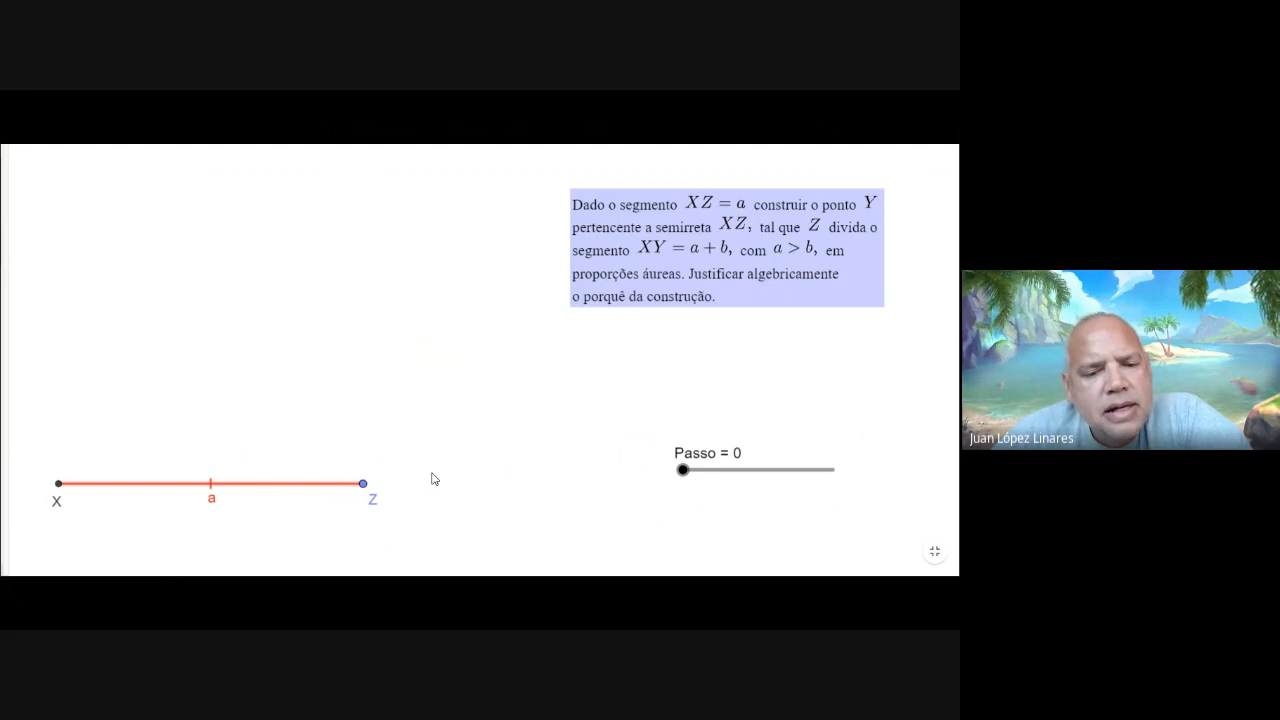 Dado o segmento XZ = a construir o ponto Y
pertencente a semirreta XZ, tal que Z divida o
segmento XY = a + b, com a > b, em
proporções áureas. Justificar algebricamente
o porquê da construção.
Passo = 0
X
a
Z
Juan López Linares